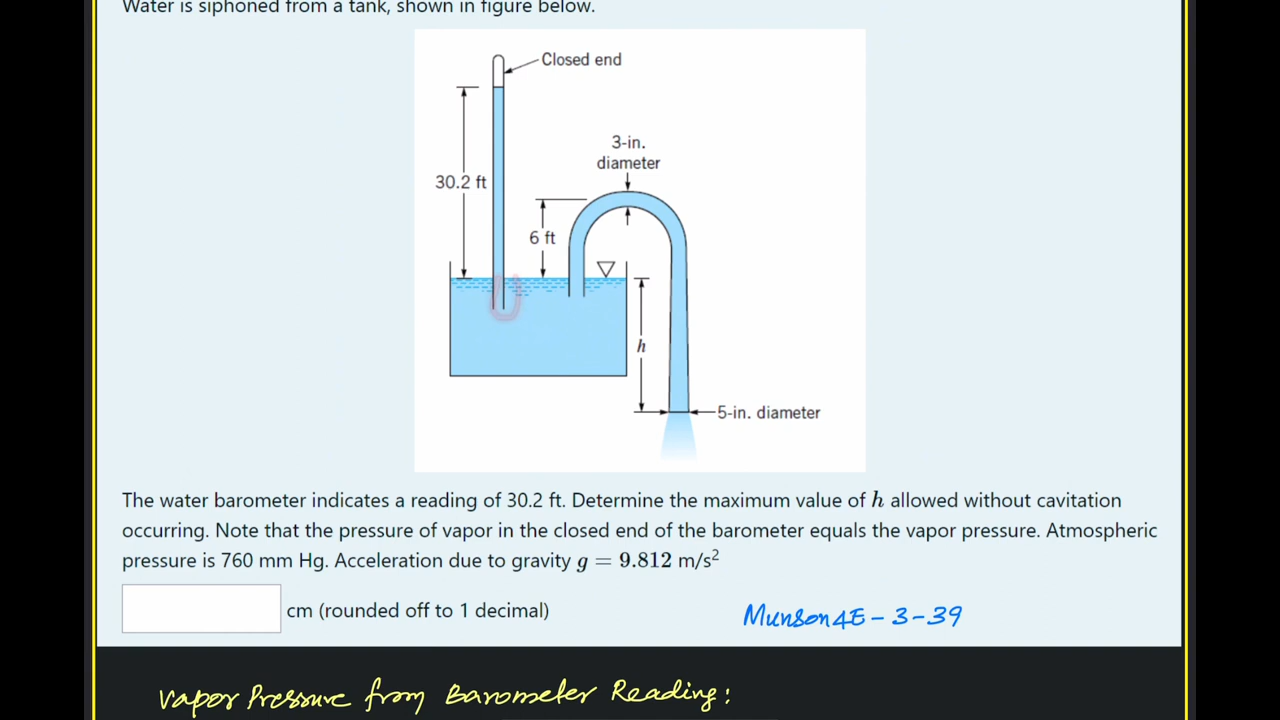 Water is siphoned from a tank, shown in figure below.
Closed end
3-in.
diameter
30.2 ft
6 ft
h
5-in. diameter
The water barometer indicates a reading of 30.2 ft. Determine the maximum value of h allowed without cavitation
occurring. Note that the pressure of vapor in the closed end of the barometer equals the vapor pressure. Atmospheric
pressure is 760 mm Hg. Acceleration due to gravity g = 9.812 m/s²
cm (rounded off to 1 decimal)
Munson 4E - 3 - 39
Vapor Pressure from Barometer Reading: